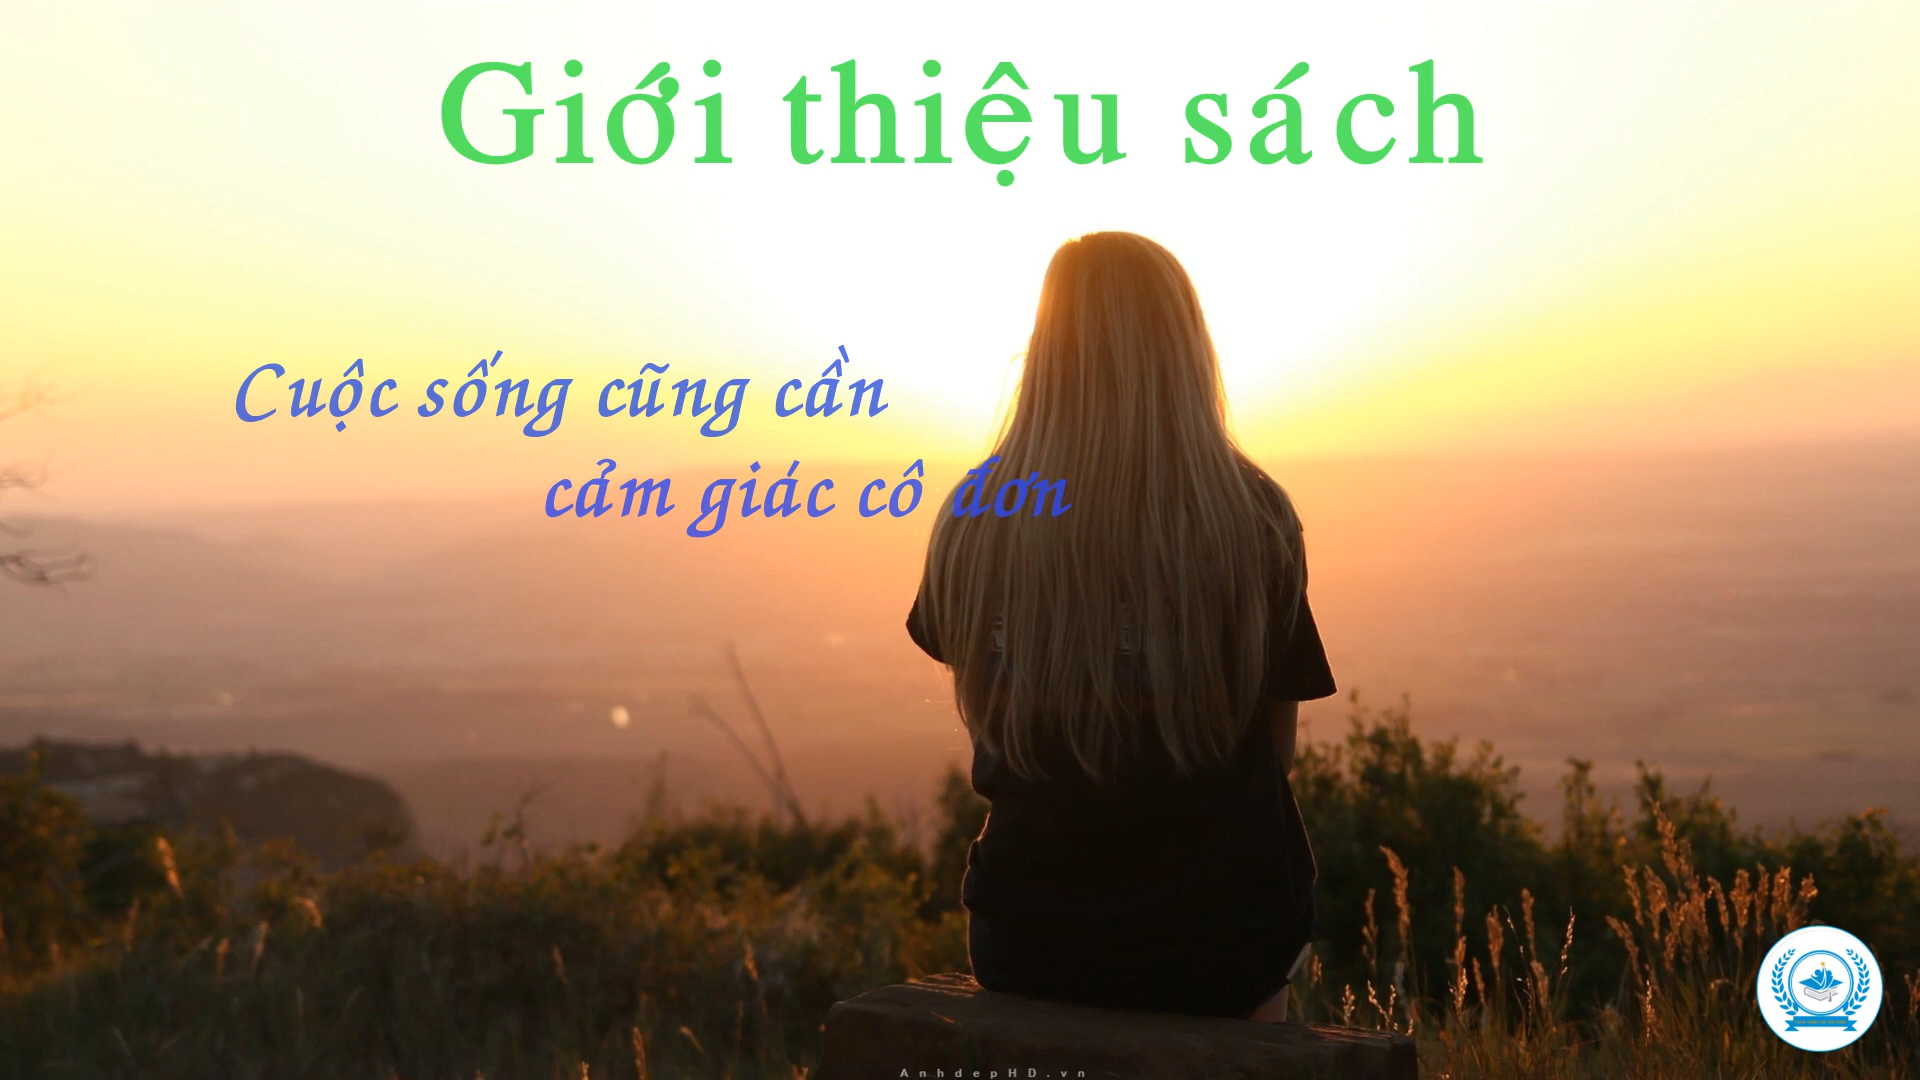 Giới thiệu sách
Cuộc sống cũng cần
cảm giác cô đơn
AnhdepHD.vn